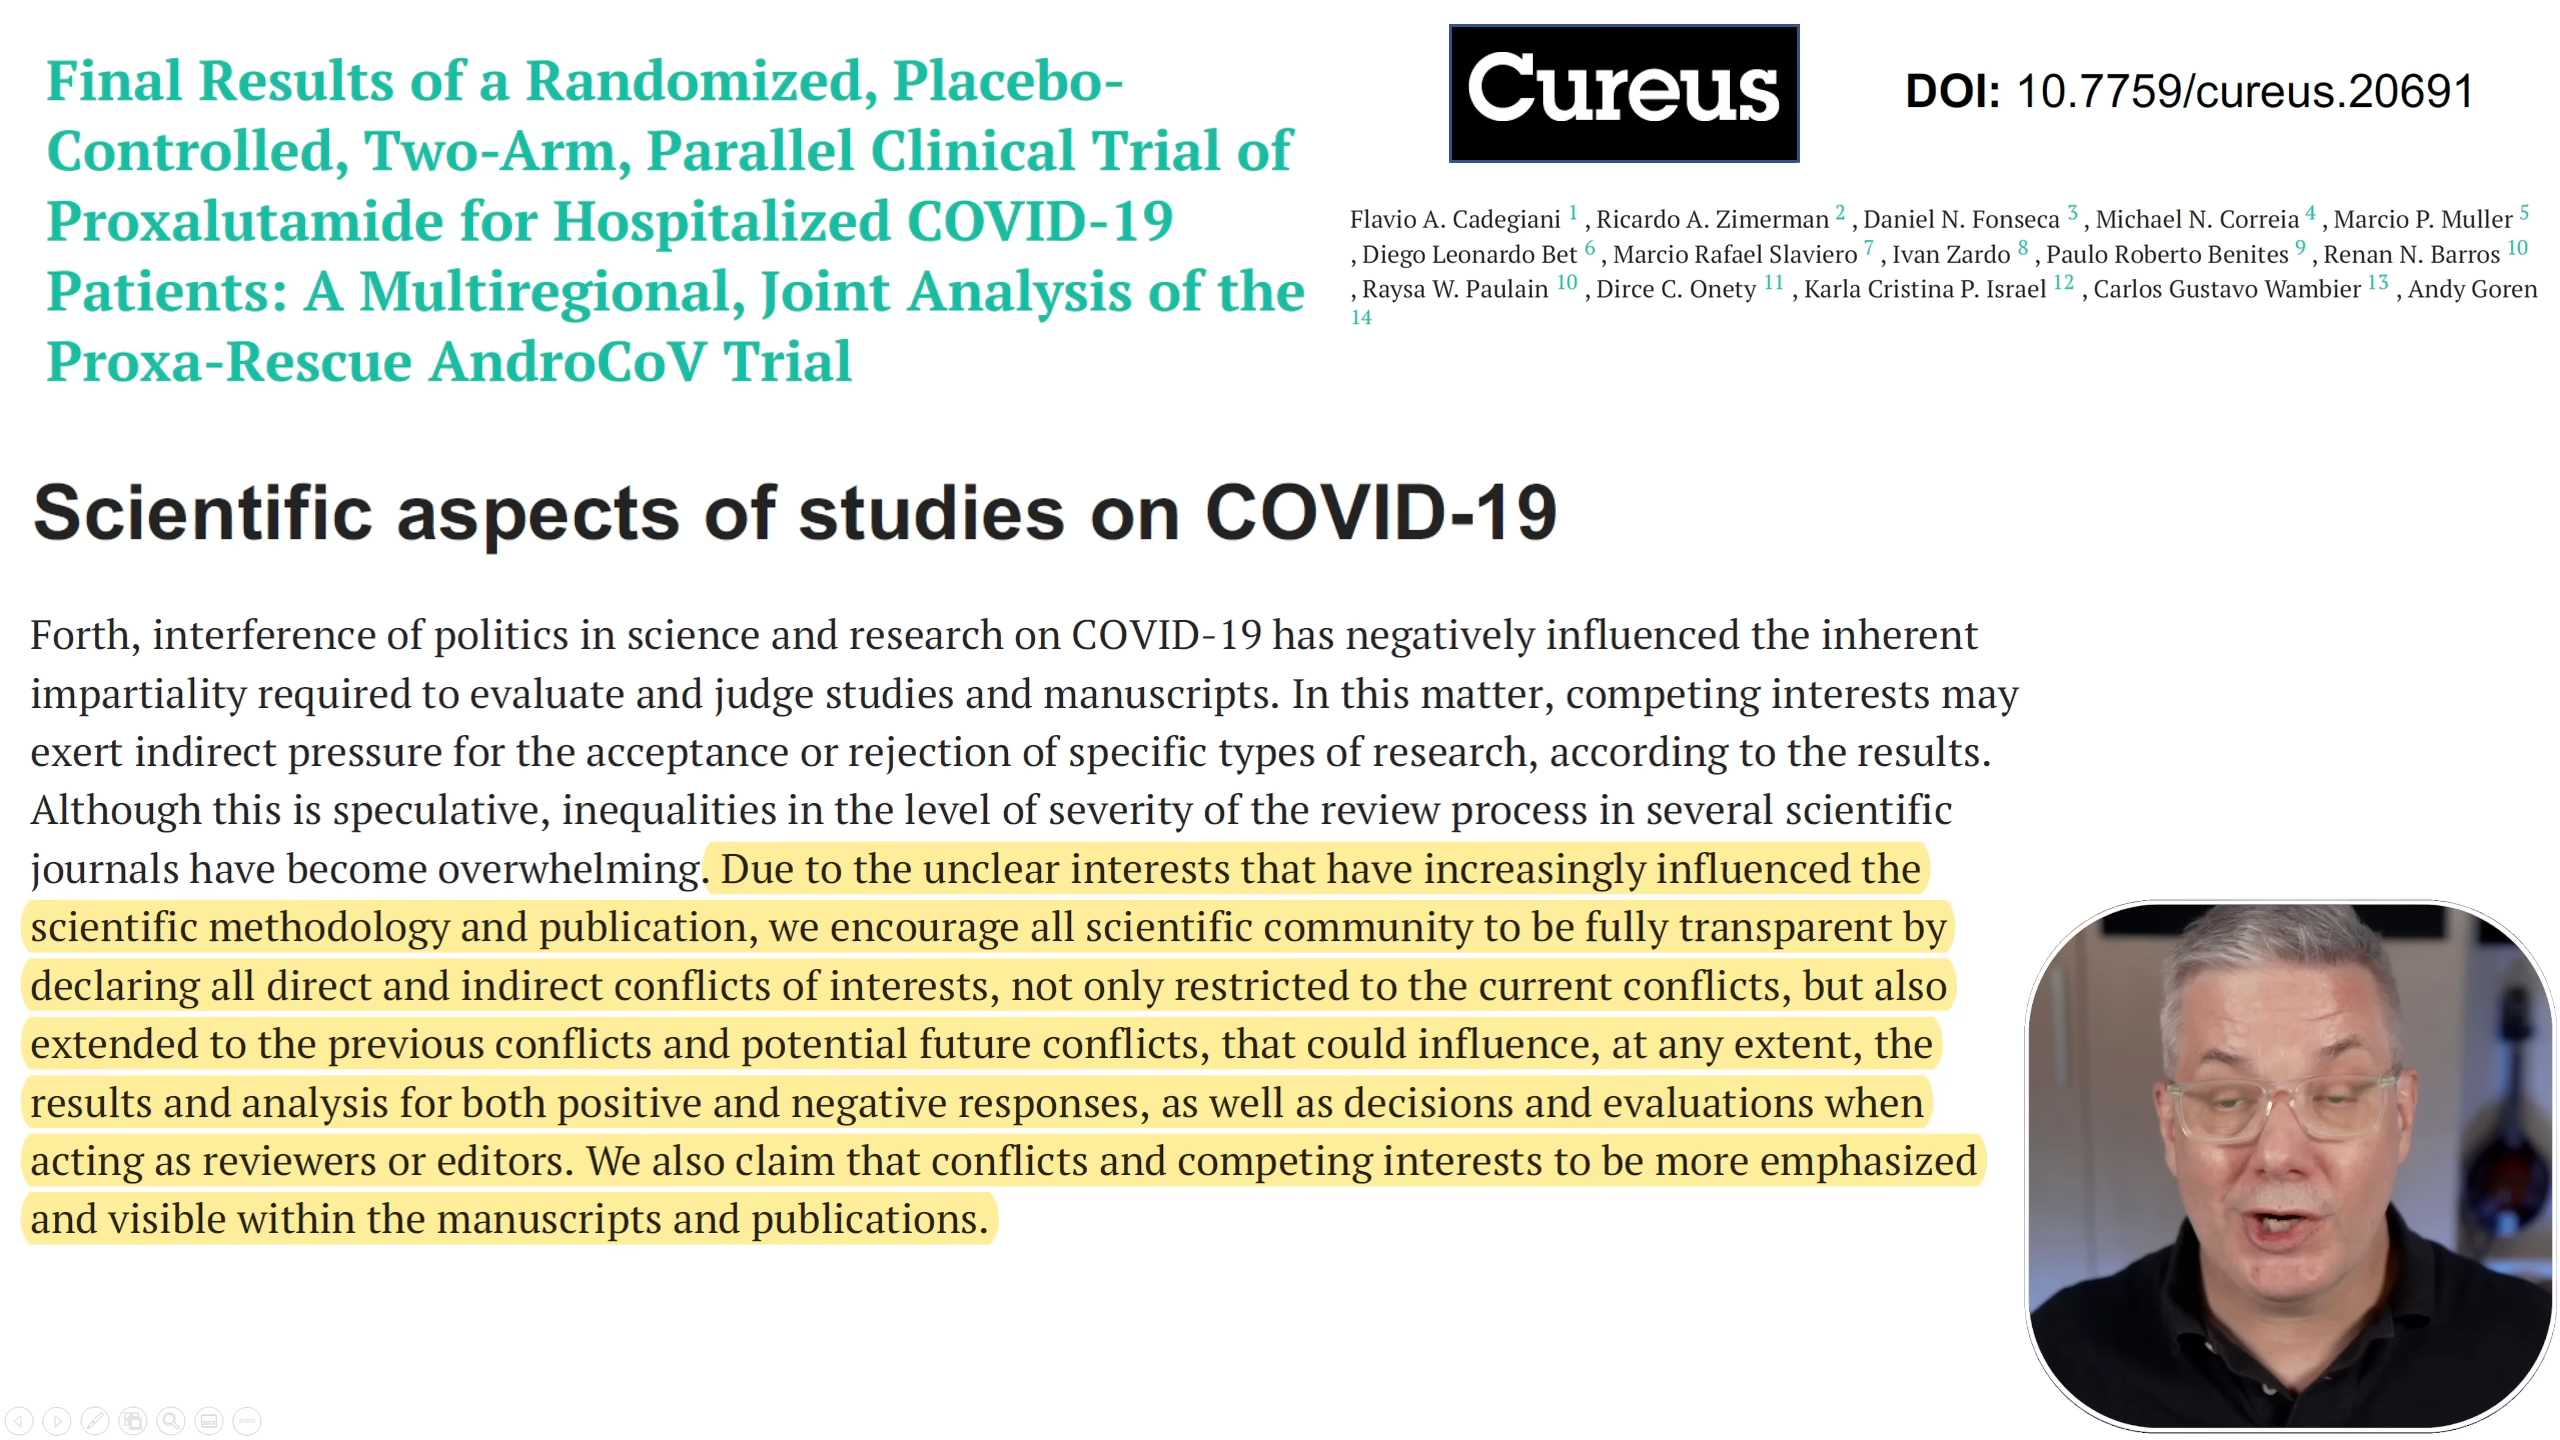 Final Results of a Randomized, Placebo-
Controlled, Two-Arm, Parallel Clinical Trial of
Proxalutamide for Hospitalized COVID-19
Patients: A Multiregional, Joint Analysis of the
Proxa-Rescue AndroCoV Trial
Cureus
DOI: 10.7759/cureus.20691
Flavio A. Cadegiani 1 , Ricardo A. Zimerman 2 , Daniel N. Fonseca 3 , Michael N. Correia 4 , Marcio P. Muller 5
, Diego Leonardo Bet 6 , Marcio Rafael Slaviero 7 , Ivan Zardo 8 , Paulo Roberto Benites 9 , Renan N. Barros 10
, Raysa W. Paulain 10 , Dirce C. Onety 11 , Karla Cristina P. Israel 12 , Carlos Gustavo Wambier 13 , Andy Goren
14
Scientific aspects of studies on COVID-19
Forth, interference of politics in science and research on COVID-19 has negatively influenced the inherent
impartiality required to evaluate and judge studies and manuscripts. In this matter, competing interests may
exert indirect pressure for the acceptance or rejection of specific types of research, according to the results.
Although this is speculative, inequalities in the level of severity of the review process in several scientific
journals have become overwhelming. Due to the unclear interests that have increasingly influenced the
scientific methodology and publication, we encourage all scientific community to be fully transparent by
declaring all direct and indirect conflicts of interests, not only restricted to the current conflicts, but also
extended to the previous conflicts and potential future conflicts, that could influence, at any extent, the
results and analysis for both positive and negative responses, as well as decisions and evaluations when
acting as reviewers or editors. We also claim that conflicts and competing interests to be more emphasized
and visible within the manuscripts and publications.